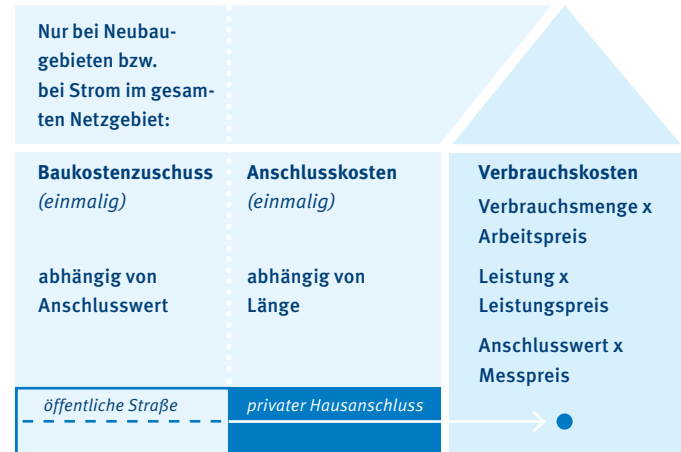 Nur bei Neubau-
gebieten bzw.
bei Strom im gesam-
ten Netzgebiet:
Baukostenzuschuss
(einmalig)
abhängig von
Anschlusswert
Anschlusskosten
(einmalig)
abhängig von
Länge
Verbrauchskosten
Verbrauchsmenge x
Arbeitspreis
Leistung x
Leistungspreis
Anschlusswert x
Messpreis
öffentliche Straße
privater Hausanschluss